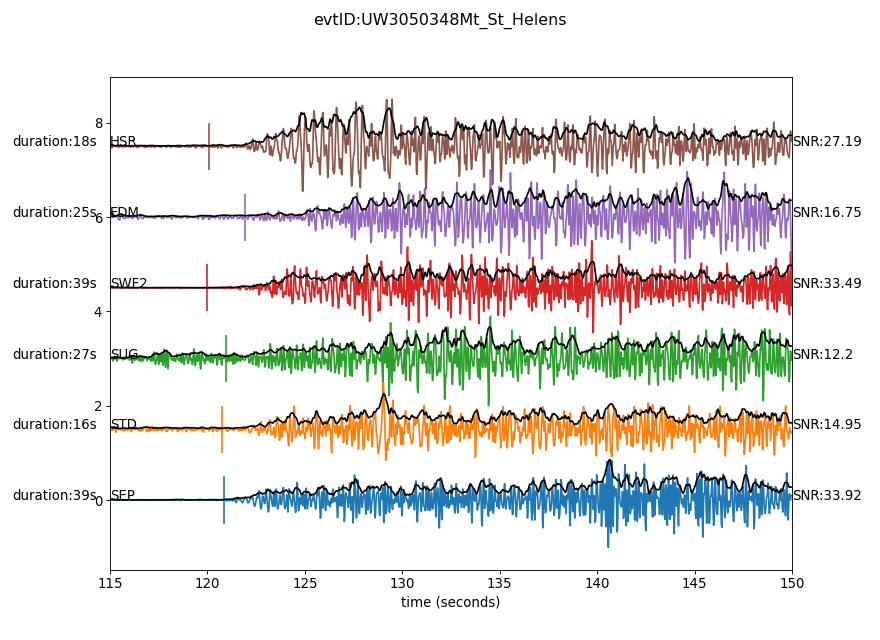 evtID:UW3050348Mt_St_Helens
8
duration:18s HSR SNR:27.19
duration:25s EDM SNR:16.75
6
duration:39s SWF2 SNR:33.49
4
duration:27s SUG SNR:12.2
2
duration:16s STD SNR:14.95
duration:39s SEP SNR:33.92
0
115 120 125 130 135 140 145 150
time (seconds)